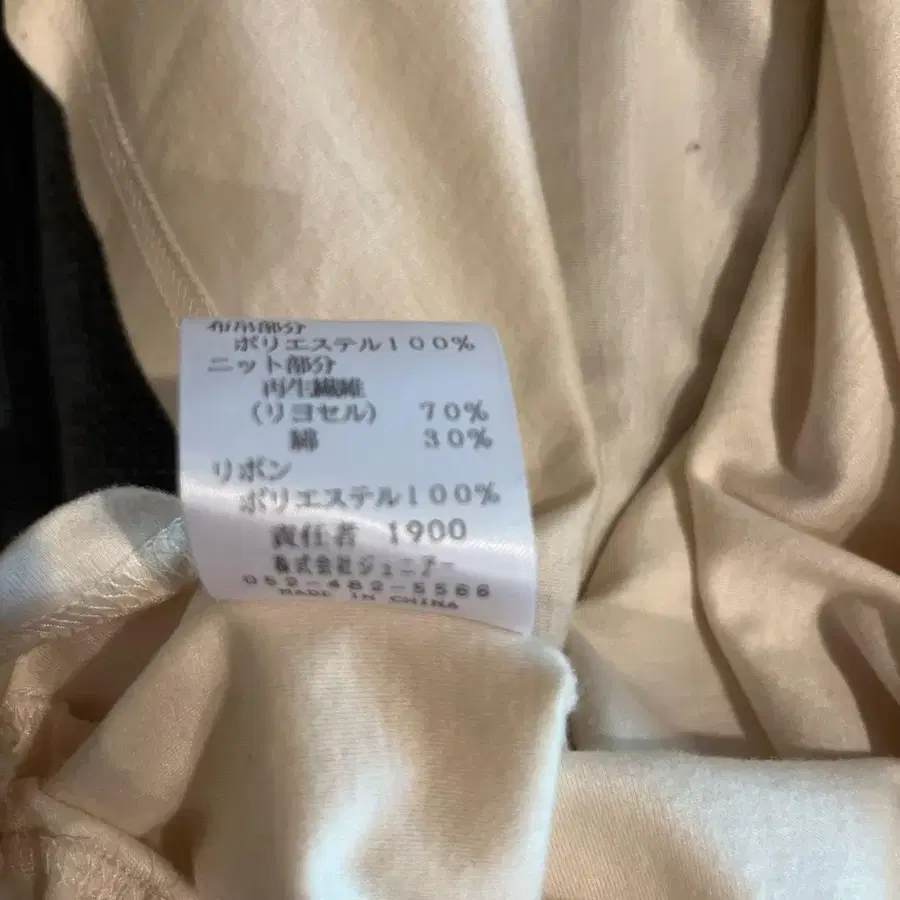 布帛部分
ポリエステル100%
ニット部分
再生繊維
(リヨセル) 70%
綿 30%
リボン
ポリエステル100%
責任者 1900
株式会社ジュニアー
052-482-5566
MADE IN CHINA